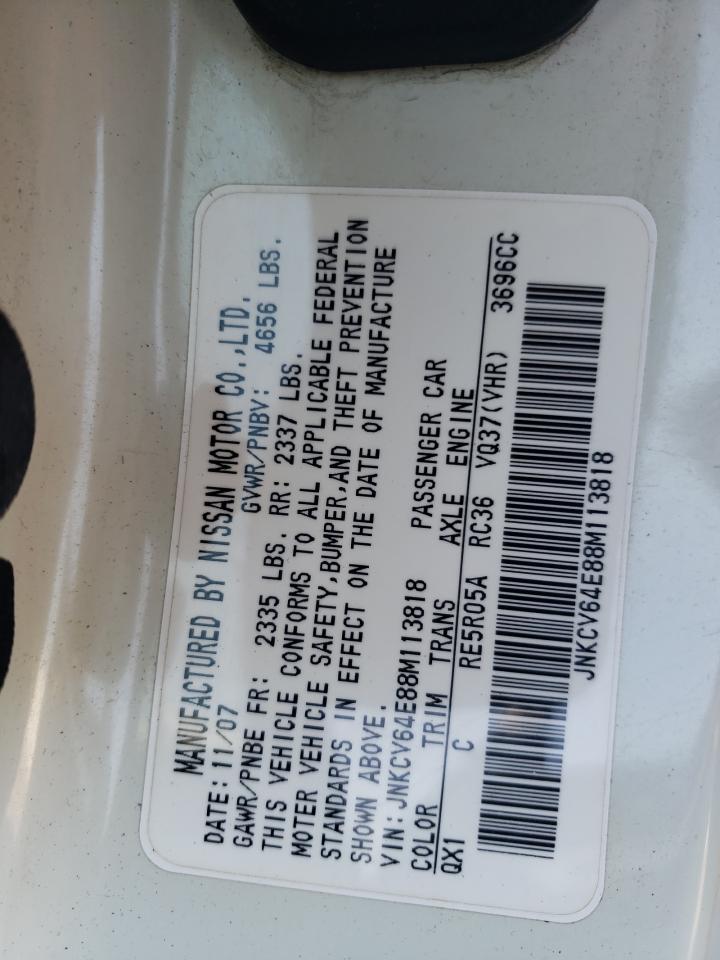 MANUFACTURED BY NISSAN MOTOR CO.,LTD.
DATE: 11/07 GVWR/PNBV: 4656 LBS.
GAWR/PNBE FR: 2335 LBS. RR: 2337 LBS.
THIS VEHICLE CONFORMS TO ALL APPLICABLE FEDERAL
MOTOR VEHICLE SAFETY,BUMPER,AND THEFT PREVENTION
STANDARDS IN EFFECT ON THE DATE OF MANUFACTURE
SHOWN ABOVE.
VIN:JNKCV64E88M113818 PASSENGER CAR
COLOR TRIM TRANS AXLE ENGINE
QX1 C RE5R05A RC36 VQ37(VHR) 3696CC
JNKCV64E88M113818